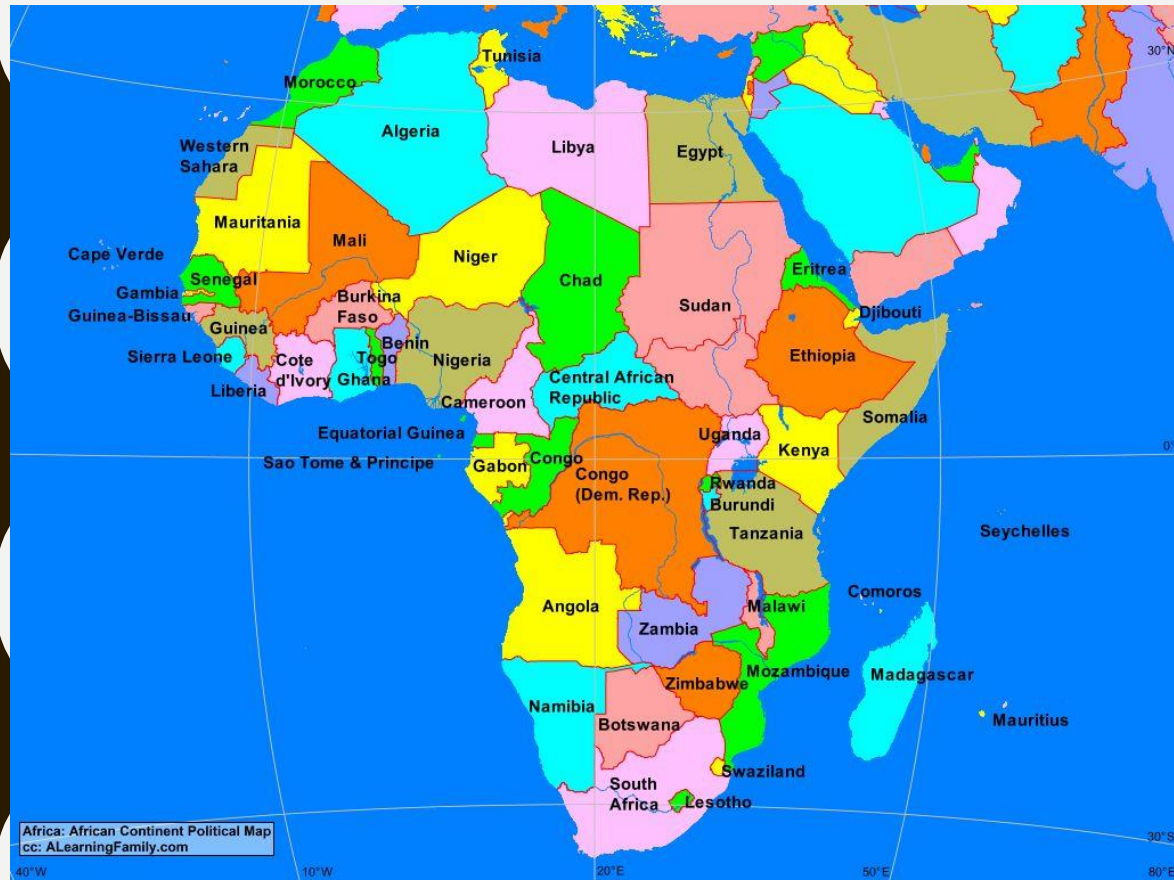 Tunisia
30°N
Morocco
Algeria
Libya
Egypt
Western
Sahara
Mauritania
Mali
Niger
Chad
Sudan
Eritrea
Cape Verde
Senegal
Gambia
Burkina
Faso
Guinea-Bissau
Guinea
Djibouti
Benin
Sierra Leone
Cote
d'Ivory
Togo
Ghana
Nigeria
Ethiopia
Liberia
Central African
Republic
Cameroon
Somalia
Equatorial Guinea
Uganda
Kenya
0°
Sao Tome & Principe
Gabon
Congo
Congo
(Dem. Rep.)
Rwanda
Burundi
Tanzania
Seychelles
Comoros
Angola
Malawi
Zambia
Mozambique
Madagascar
Zimbabwe
Namibia
Botswana
Mauritius
Swaziland
South
Africa
Lesotho
Africa: African Continent Political Map
cc: ALearningFamily.com
30°S
40°W
10°W
20°E
50°E
80°E